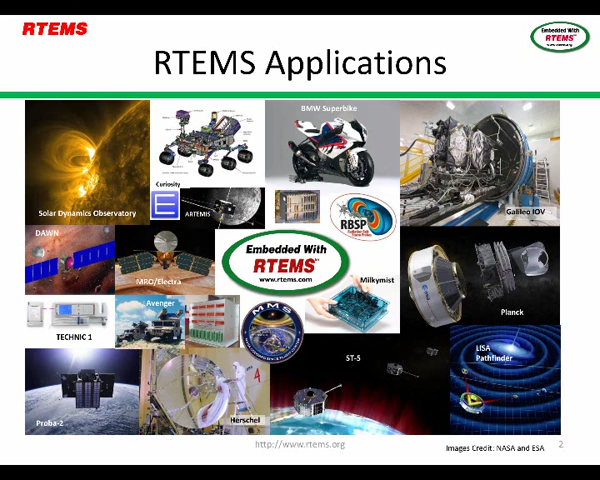 RTEMS
Embedded With
RTEMS
RTEMS Applications
BMW Superbike
Curiosity
Solar Dynamics Observatory
ARTEMIS
RBSP
Galileo IOV
DAWN
MRO/Electra
Embedded With
RTEMS
www.rtems.com
Milkymist
Planck
Avenger
TECHNIC 1
MMS
ST-5
LISA
Pathfinder
Proba-2
Herschel
http://www.rtems.org
Images Credit: NASA and ESA
2